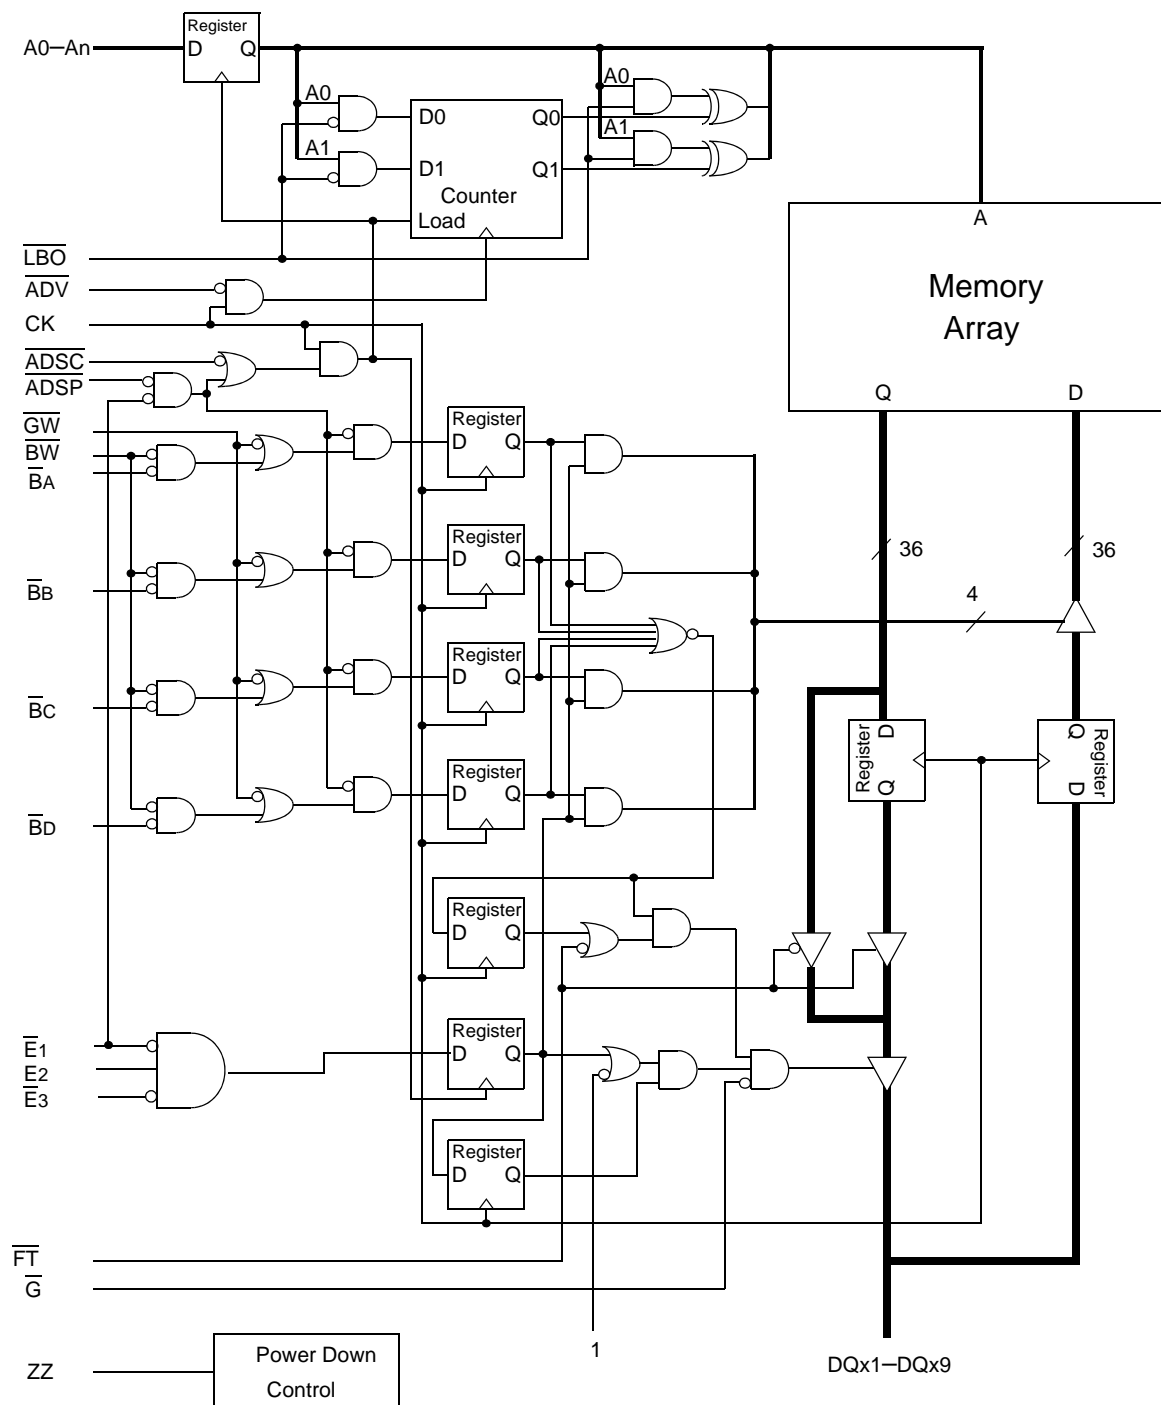 Register
A0–An
D Q
A0
A0
D0
Q0
A1
A1
D1
Q1
Counter
Load
A
LBO
ADV
Memory
Array
CK
ADSC
ADSP
Q
D
GW
Register
D Q
BW
BA
Register
D Q
36
36
BB
4
Register
D Q
BC
Register
D
Q
Register
Q
D
Register
D Q
BD
Register
D Q
Register
D Q
E1
E2
E3
Register
D Q
FT
G
1
Power Down
Control
ZZ
DQx1–DQx9